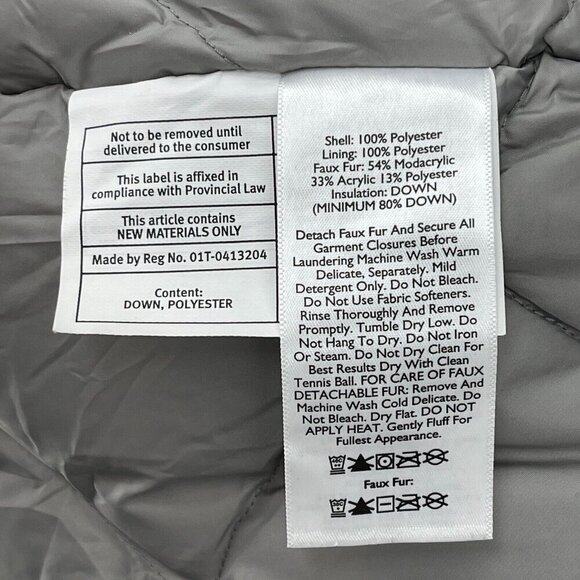 Not to be removed until
delivered to the consumer
This label is affixed in
compliance with Provincial Law
This article contains
NEW MATERIALS ONLY
Made by Reg No. 01T-0413204
Content:
DOWN, POLYESTER
Shell: 100% Polyester
Lining: 100% Polyester
Faux Fur: 54% Modacrylic
33% Acrylic 13% Polyester
Insulation: DOWN
(MINIMUM 80% DOWN)
Detach Faux Fur And Secure All
Garment Closures Before
Laundering Machine Wash Warm
Delicate, Separately. Mild
Detergent Only. Do Not Bleach.
Do Not Use Fabric Softeners.
Rinse Thoroughly And Remove
Promptly. Tumble Dry Low. Do
Not Hang To Dry. Do Not Iron
Or Steam. Do Not Dry Clean For
Best Results Dry With Clean
Tennis Ball. FOR CARE OF FAUX
DETACHABLE FUR: Remove And
Machine Wash Cold Delicate. Do
Not Bleach. Dry Flat. DO NOT
APPLY HEAT. Gently Fluff For
Fullest Appearance.
Faux Fur: